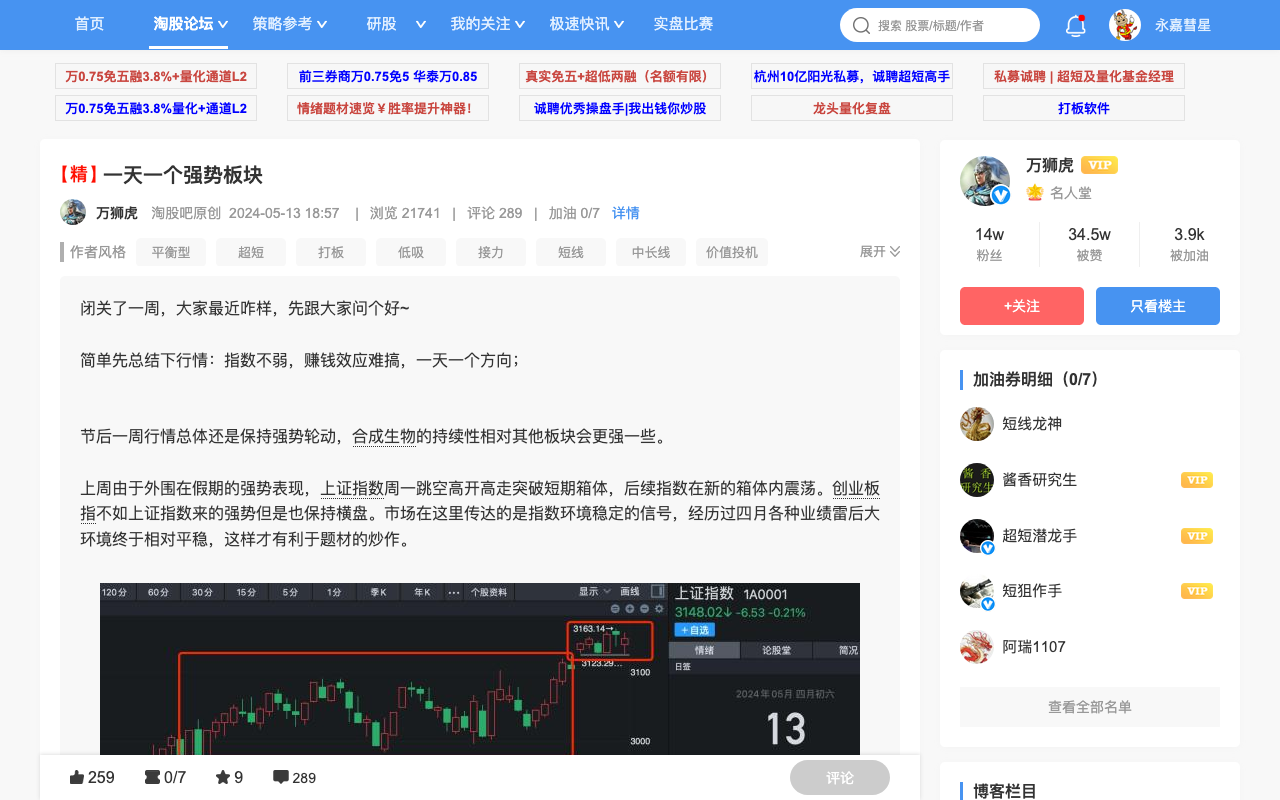 首页 淘股论坛 策略参考 研股 我的关注 极速快讯 实盘比赛 搜索 股票/标题/作者 永嘉彗星
万0.75免五融3.8%+量化通道L2 前三券商万0.75免5 华泰万0.85 真实免五+超低两融（名额有限） 杭州10亿阳光私募，诚聘超短高手 私募诚聘 | 超短及量化基金经理
万0.75免五融3.8%量化+通道L2 情绪题材速览￥胜率提升神器！ 诚聘优秀操盘手|我出钱你炒股 龙头量化复盘 打板软件
【精】一天一个强势板块
万狮虎 淘股吧原创 2024-05-13 18:57 | 浏览 21741 | 评论 289 | 加油 0/7 详情
作者风格 平衡型 超短 打板 低吸 接力 短线 中长线 价值投机 展开
闭关了一周，大家最近咋样，先跟大家问个好~
简单先总结下行情：指数不弱，赚钱效应难搞，一天一个方向；
节后一周行情总体还是保持强势轮动，合成生物的持续性相对其他板块会更强一些。
上周由于外围在假期的强势表现，上证指数周一跳空高开高走突破短期箱体，后续指数在新的箱体内震荡。创业板
指不如上证指数来的强势但是也保持横盘。市场在这里传达的是指数环境稳定的信号，经历过四月各种业绩雷后大
环境终于相对平稳，这样才有利于题材的炒作。
120分 60分 30分 15分 5分 1分 季K 年K ••• 个股资料 显示 画线
上证指数 1A0001
3148.02↓ -6.53 -0.21%
+自选
情绪 论股堂 简况
日签
3163.14→
3123.29...
3100
3000
2024年05月 四月初六
13
259 0/7 9 289 评论
万狮虎 VIP
名人堂
14w 34.5w 3.9k
粉丝 被赞 被加油
+关注 只看楼主
加油券明细（0/7）
短线龙神
酱香研究生 VIP
酱香
研究生
超短潜龙手 VIP
短狙作手 VIP
阿瑞1107
查看全部名单
博客栏目